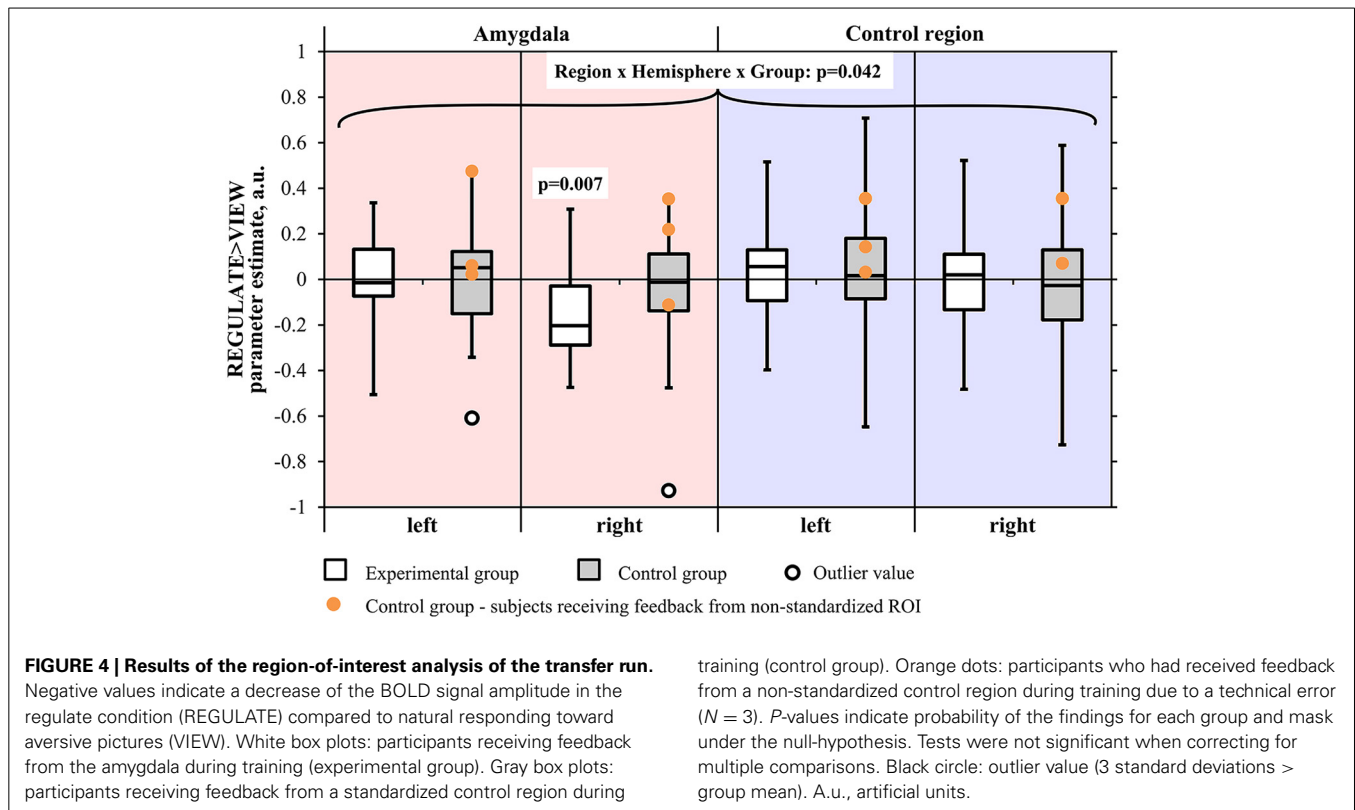 Amygdala
Control region
1
Region x Hemisphere x Group: p=0.042
0.8
0.6
0.4
p=0.007
0.2
0
-0.2
-0.4
-0.6
-0.8
-1
REGULATE>VIEW
parameter estimate, a.u.
left
right
left
right
Experimental group
Control group
Outlier value
Control group - subjects receiving feedback from non-standardized ROI
FIGURE 4 | Results of the region-of-interest analysis of the transfer run.
Negative values indicate a decrease of the BOLD signal amplitude in the
regulate condition (REGULATE) compared to natural responding toward
aversive pictures (VIEW). White box plots: participants receiving feedback
from the amygdala during training (experimental group). Gray box plots:
participants receiving feedback from a standardized control region during
training (control group). Orange dots: participants who had received feedback
from a non-standardized control region during training due to a technical error
(N = 3). P-values indicate probability of the findings for each group and mask
under the null-hypothesis. Tests were not significant when correcting for
multiple comparisons. Black circle: outlier value (3 standard deviations >
group mean). A.u., artificial units.